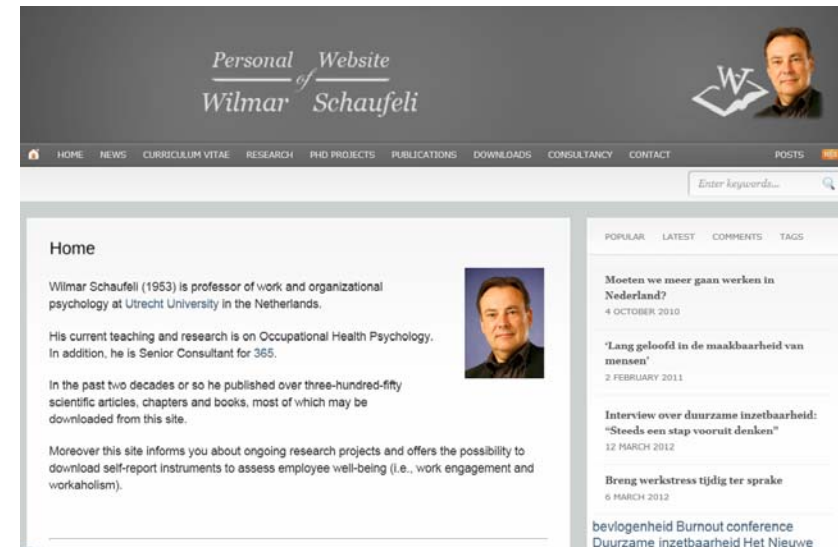 Personal Website
of
Wilmar Schaufeli
W
HOME NEWS CURRICULUM VITAE RESEARCH PHD PROJECTS PUBLICATIONS DOWNLOADS CONSULTANCY CONTACT POSTS
Enter keywords...
Home
Wilmar Schaufeli (1953) is professor of work and organizational
psychology at Utrecht University in the Netherlands.
His current teaching and research is on Occupational Health Psychology.
In addition, he is Senior Consultant for 365.
In the past two decades or so he published over three-hundred-fifty
scientific articles, chapters and books, most of which may be
downloaded from this site.
Moreover this site informs you about ongoing research projects and offers the possibility to
download self-report instruments to assess employee well-being (i.e., work engagement and
workaholism).
POPULAR LATEST COMMENTS TAGS
Moeten we meer gaan werken in
Nederland?
4 OCTOBER 2010
‘Lang geloofd in de maakbaarheid van
mensen’
2 FEBRUARY 2011
Interview over duurzame inzetbaarheid:
“Steeds een stap vooruit denken”
12 MARCH 2012
Breng werkstress tijdig ter sprake
6 MARCH 2012
bevlogenheid Burnout conference
Duurzame inzetbaarheid Het Nieuwe